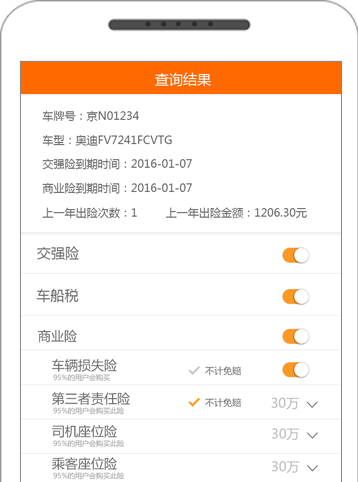 查询结果
车牌号：京N01234
车型：奥迪FV7241FCVTG
交强险到期时间：2016-01-07
商业险到期时间：2016-01-07
上一年出险次数：1 上一年出险金额：1206.30元
交强险
车船税
商业险
车辆损失险 不计免赔
95%的用户会购买
第三者责任险 不计免赔 30万
95%的用户会购买此险
司机座位险 30万
95%的用户会购买此险
乘客座位险 30万
95%的用户会购买此险